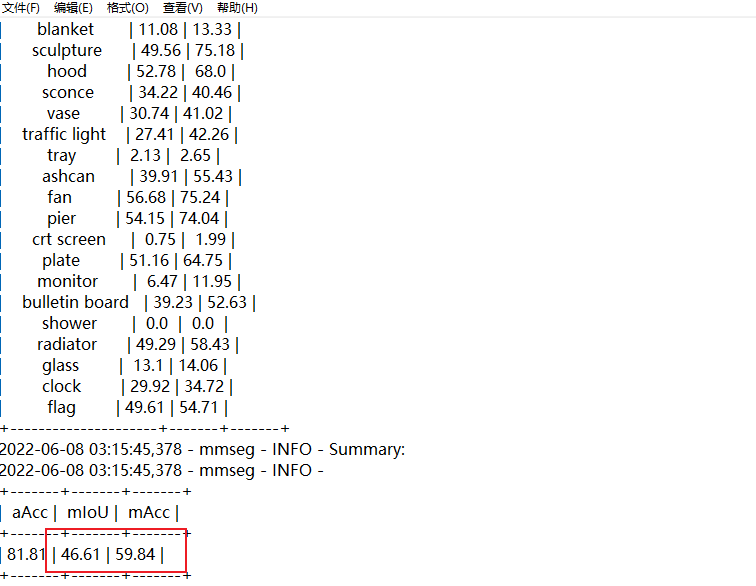 文件(F) 编辑(E) 格式(O) 查看(V) 帮助(H)
| blanket | 11.08 | 13.33 |
| sculpture | 49.56 | 75.18 |
| hood | 52.78 | 68.0 |
| sconce | 34.22 | 40.46 |
| vase | 30.74 | 41.02 |
| traffic light | 27.41 | 42.26 |
| tray | 2.13 | 2.65 |
| ashcan | 39.91 | 55.43 |
| fan | 56.68 | 75.24 |
| pier | 54.15 | 74.04 |
| crt screen | 0.75 | 1.99 |
| plate | 51.16 | 64.75 |
| monitor | 6.47 | 11.95 |
| bulletin board | 39.23 | 52.63 |
| shower | 0.0 | 0.0 |
| radiator | 49.29 | 58.43 |
| glass | 13.1 | 14.06 |
| clock | 29.92 | 34.72 |
| flag | 49.61 | 54.71 |
+---------------------+-------+-------+
2022-06-08 03:15:45,378 - mmseg - INFO - Summary:
2022-06-08 03:15:45,378 - mmseg - INFO -
+-------+-------+-------+
| aAcc | mIoU | mAcc |
+-------+-------+-------+
| 81.81 | 46.61 | 59.84 |
+-------+-------+-------+